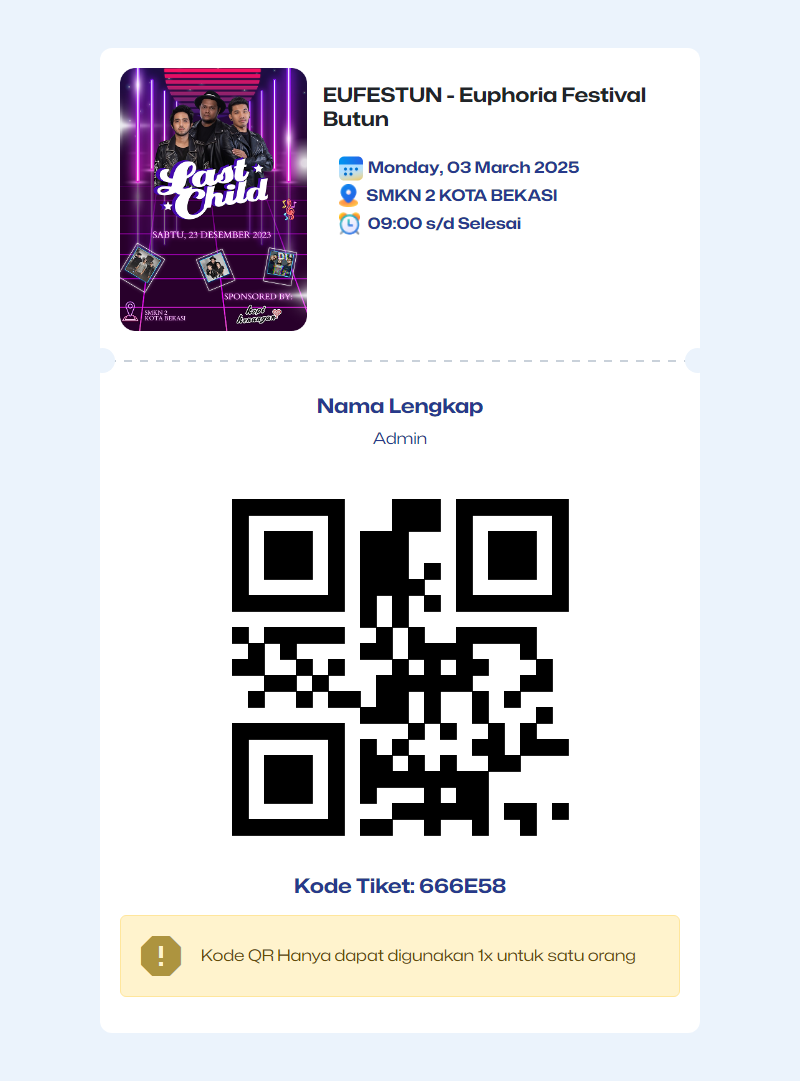 Last
Child
SABTU, 23 DESEMBER 2023
SPONSORED BY:
kopi
kenangan
SMKN 2
KOTA BEKASI
EUFESTUN - Euphoria Festival
Butun
Monday, 03 March 2025
SMKN 2 KOTA BEKASI
09:00 s/d Selesai
Nama Lengkap
Admin
Kode Tiket: 666E58
Kode QR Hanya dapat digunakan 1x untuk satu orang